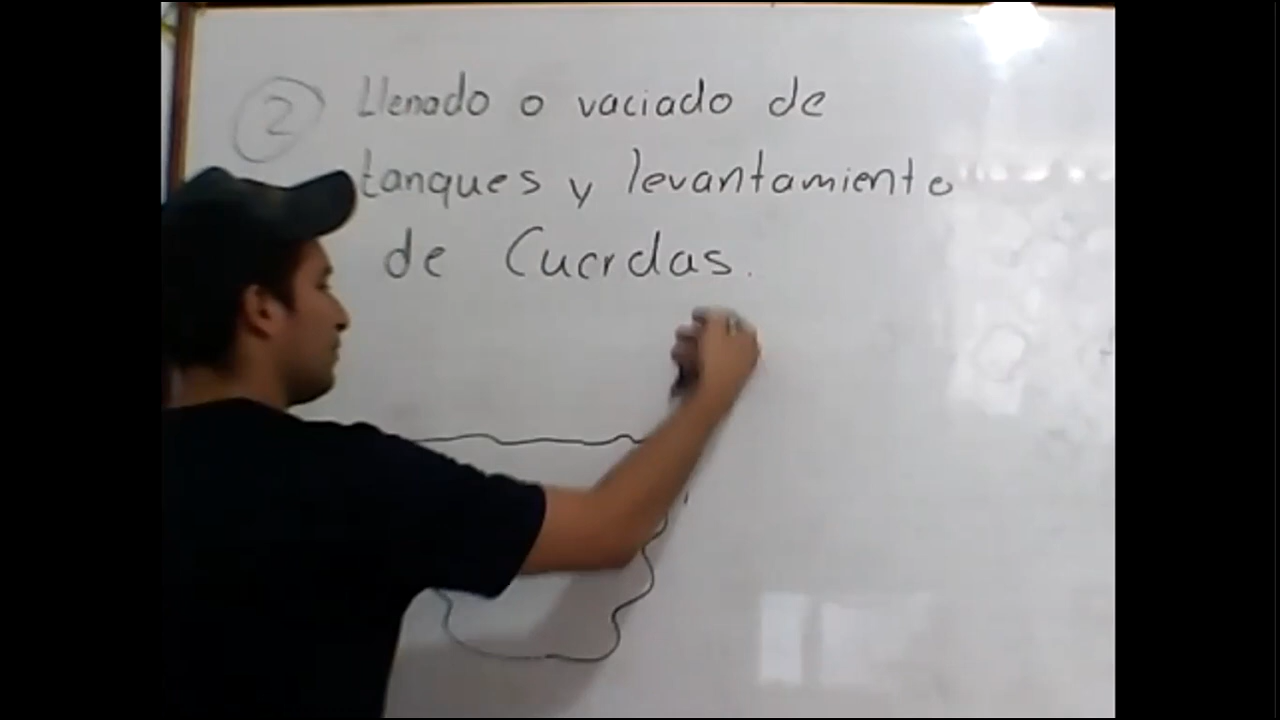 ② Llenado o vaciado de
tanques y levantamiento
de Cuerdas.